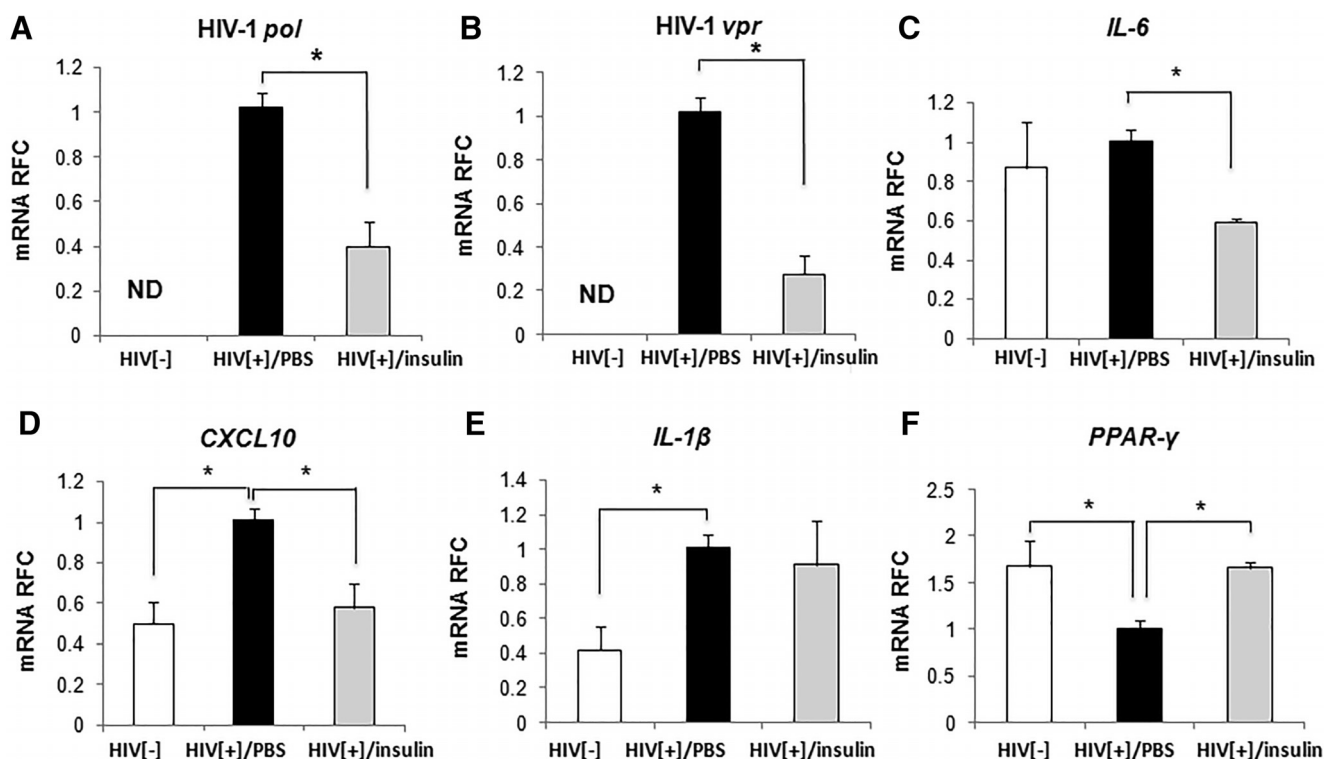 A
HIV-1 pol
*
mRNA RFC
1.2
1
0.8
0.6
0.4
0.2
0
ND
HIV[-] HIV[+]/PBS HIV[+]/insulin
B
HIV-1 vpr
*
mRNA RFC
1.2
1
0.8
0.6
0.4
0.2
0
ND
HIV[-] HIV[+]/PBS HIV[+]/insulin
C
IL-6
*
mRNA RFC
1.2
1
0.8
0.6
0.4
0.2
0
HIV[-] HIV[+]/PBS HIV[+]/insulin
D
CXCL10
* *
mRNA RFC
1.2
1
0.8
0.6
0.4
0.2
0
HIV[-] HIV[+]/PBS HIV[+]/insulin
E
IL-1β
*
mRNA RFC
1.4
1.2
1
0.8
0.6
0.4
0.2
0
HIV[-] HIV[+]/PBS HIV[+]/insulin
F
PPAR-γ
* *
mRNA RFC
2.5
2
1.5
1
0.5
0
HIV[-] HIV[+]/PBS HIV[+]/insulin